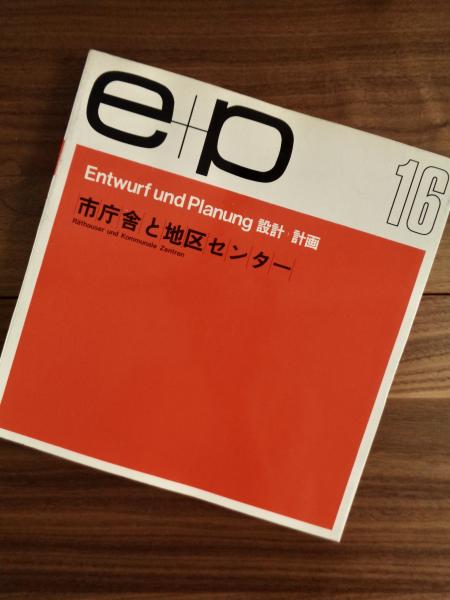 e+p
16
Entwurf und Planung 設計+計画
市庁舎と地区センター
Rathäuser und Kommunale Zentren